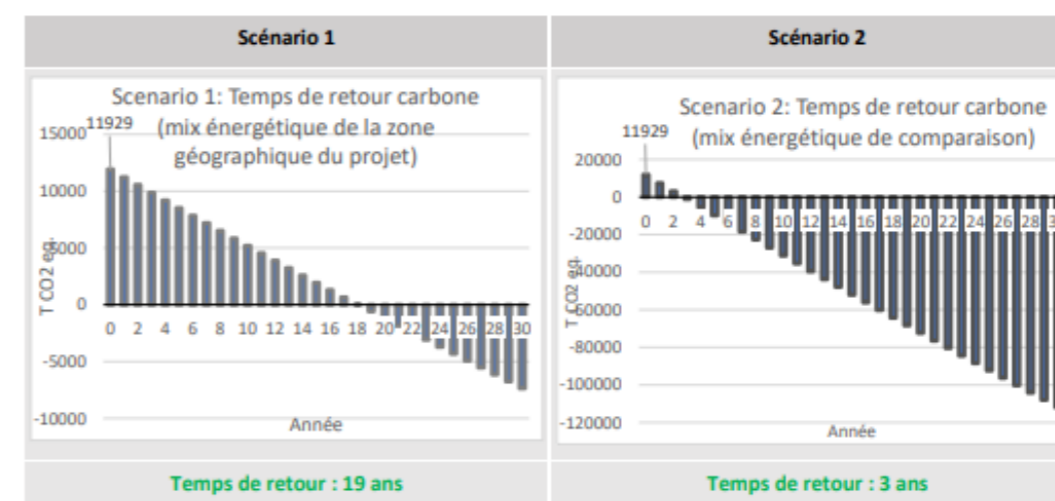 Scénario 1
Scénario 2
Scenario 1: Temps de retour carbone
(mix énergétique de la zone
géographique du projet)
11929
15000
10000
5000
0
-5000
-10000
T CO2 eq.
0 2 4 6 8 10 12 14 16 18 20 22 24 26 28 30
Année
Scenario 2: Temps de retour carbone
(mix énergétique de comparaison)
11929
20000
0
-20000
-40000
-60000
-80000
-100000
-120000
T CO2 eq.
0 2 4 6 8 10 12 14 16 18 20 22 24 26 28 3
Année
Temps de retour : 19 ans
Temps de retour : 3 ans